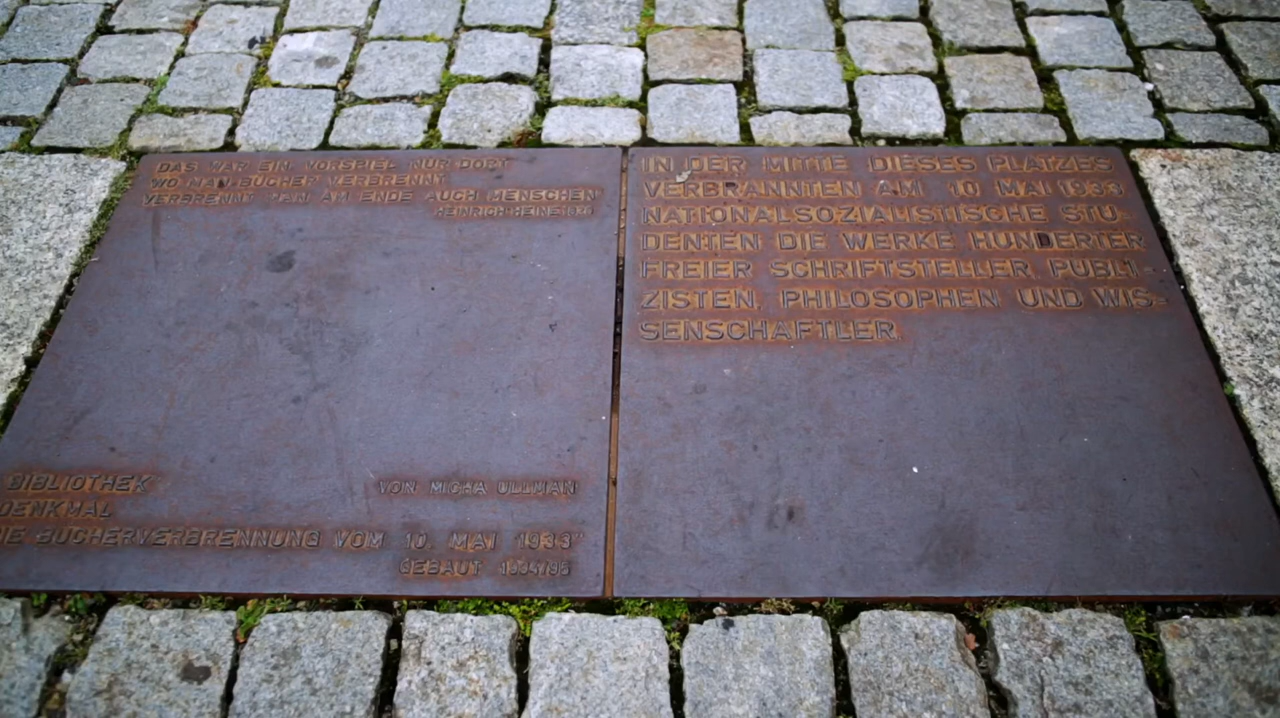 DAS WAR EIN VORSPIEL NUR DORT
WO MAN BÜCHER VERBRENNT
VERBRENNT MAN AM ENDE AUCH MENSCHEN
HEINRICH HEINE 1820
BIBLIOTHEK
DENKMAL
DIE BÜCHERVERBRENNUNG VOM 10. MAI 1933"
VON MICHA ULLMAN
GEBAUT 1994/95
IN DER MITTE DIESES PLATZES
VERBRANNTEN AM 10. MAI 1933
NATIONALSOZIALISTISCHE STU-
DENTEN DIE WERKE HUNDERTER
FREIER SCHRIFTSTELLER, PUBLI-
ZISTEN, PHILOSOPHEN UND WIS-
SENSCHAFTLER.